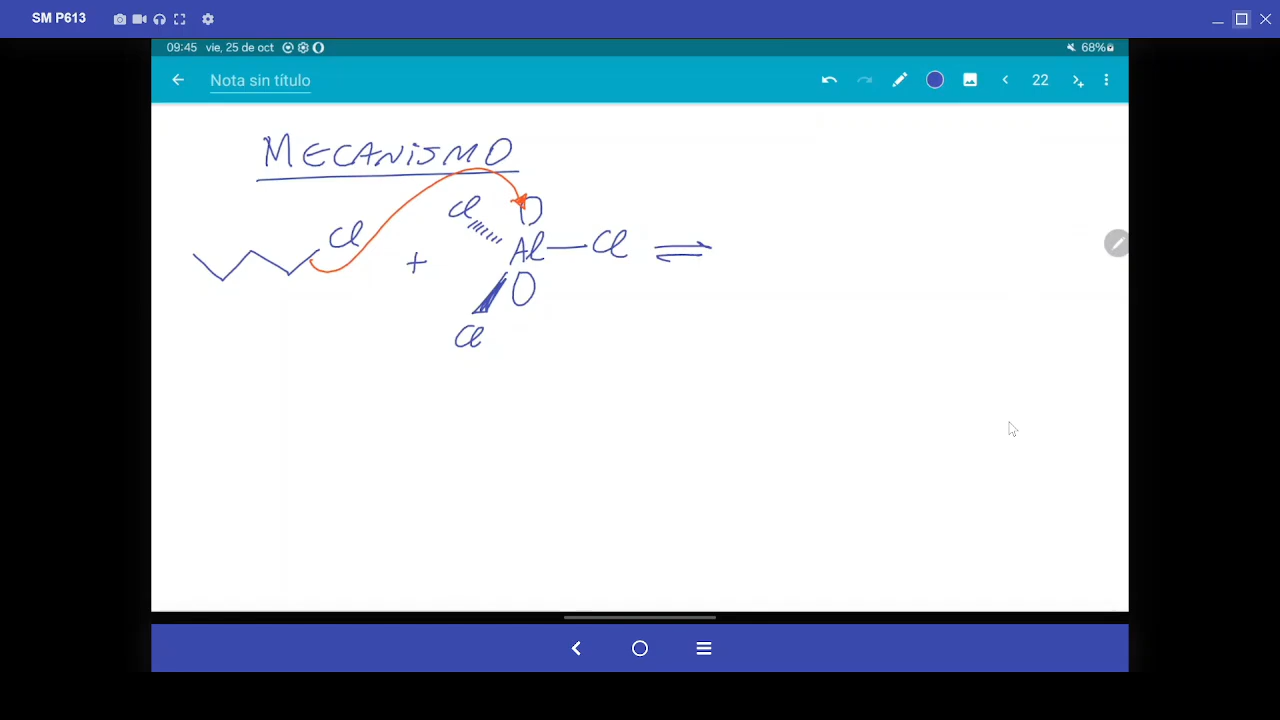 SM P613
09:45 vie, 25 de oct 68%
Nota sin título 22
MECANISMO
Cl + Cl Al Cl Cl ⇌